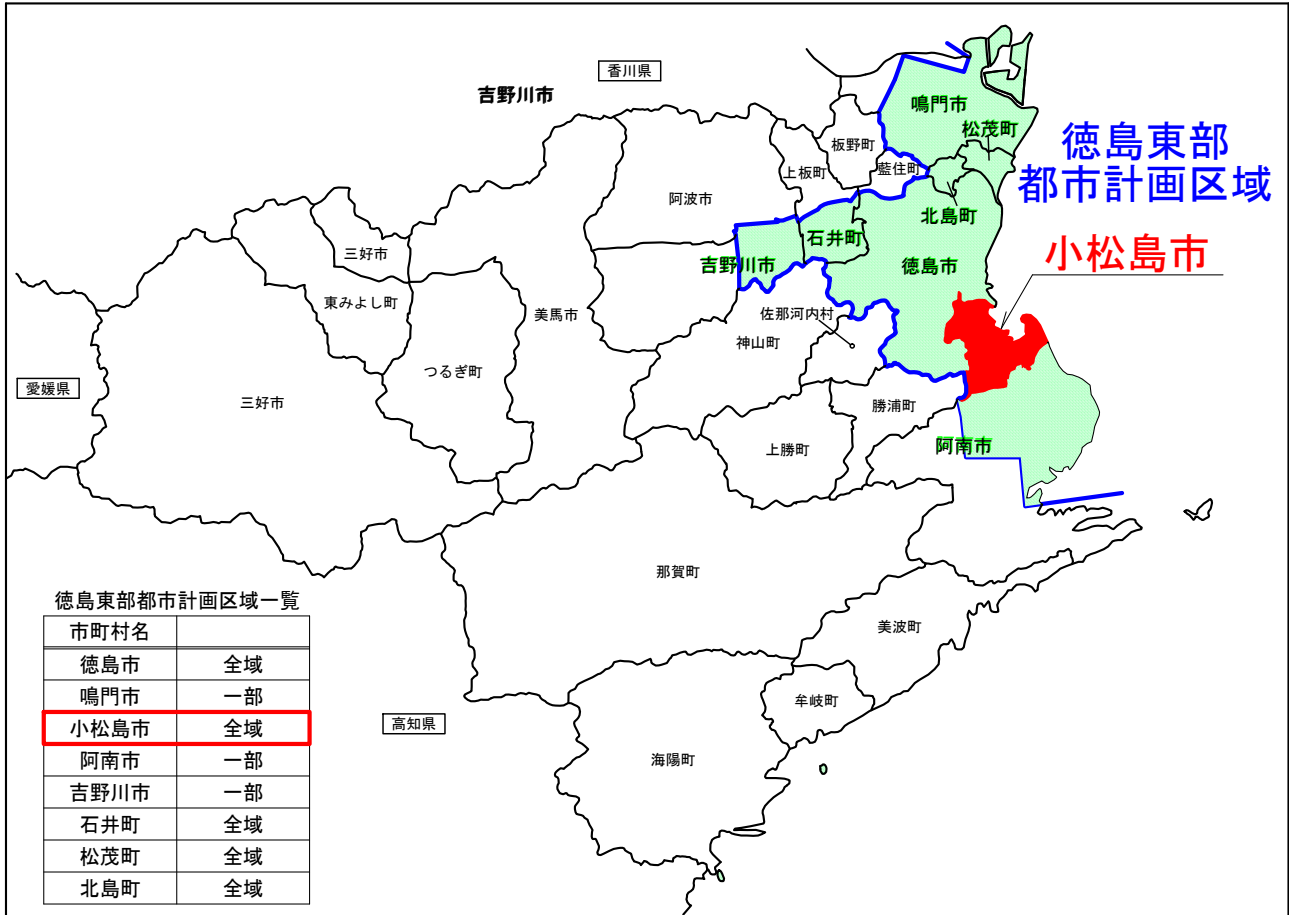 香川県
吉野川市
鳴門市
松茂町
徳島東部
都市計画区域
板野町
上板町
藍住町
阿波市
北島町
石井町
小松島市
三好市
吉野川市
徳島市
東みよし町
美馬市
佐那河内村
神山町
つるぎ町
愛媛県
三好市
勝浦町
上勝町
阿南市
那賀町
美波町
牟岐町
高知県
海陽町
徳島東部都市計画区域一覧
市町村名
徳島市 全域
鳴門市 一部
小松島市 全域
阿南市 一部
吉野川市 一部
石井町 全域
松茂町 全域
北島町 全域